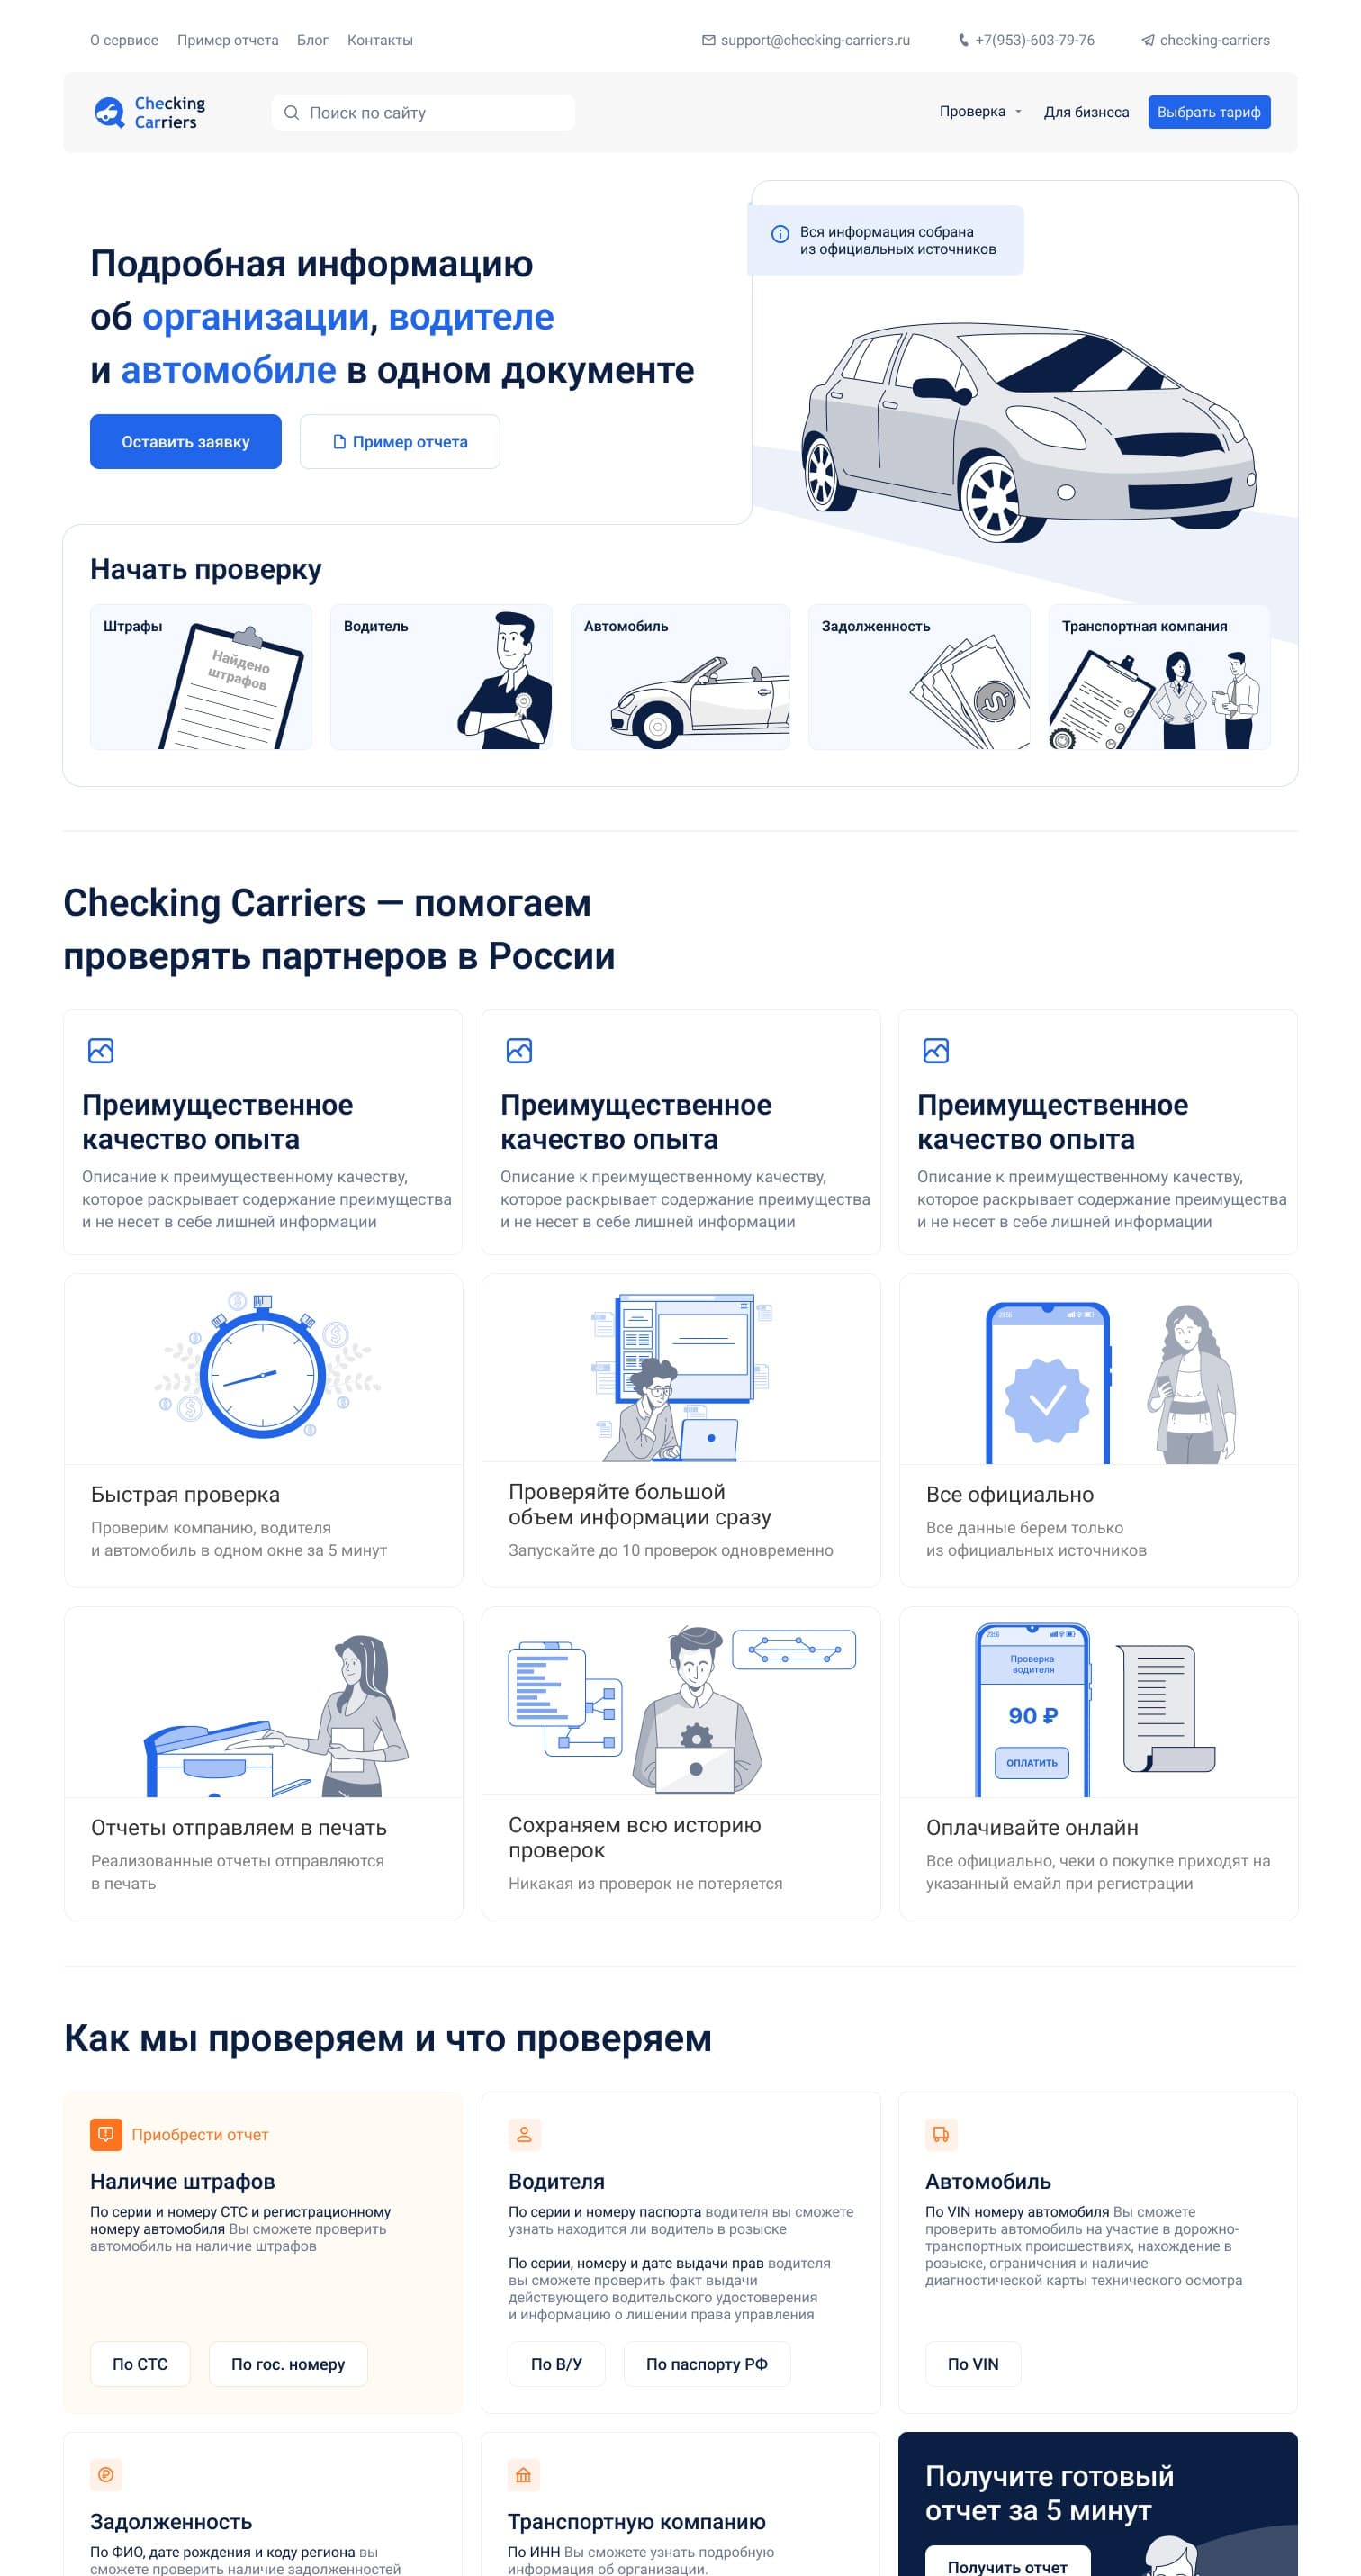 О сервисе Пример отчета Блог Контакты support@checking-carriers.ru +7(953)-603-79-76 checking-carriers
Checking
Carriers
Поиск по сайту
Проверка Для бизнеса Выбрать тариф
Вся информация собрана
из официальных источников
Подробная информацию
об организации, водителе
и автомобиле в одном документе
Оставить заявку Пример отчета
Начать проверку
Штрафы
Найдено
штрафов
Водитель
Автомобиль
Задолженность
Транспортная компания
Checking Carriers — помогаем
проверять партнеров в России
Преимущественное
качество опыта
Описание к преимущественному качеству,
которое раскрывает содержание преимущества
и не несет в себе лишней информации
Преимущественное
качество опыта
Описание к преимущественному качеству,
которое раскрывает содержание преимущества
и не несет в себе лишней информации
Преимущественное
качество опыта
Описание к преимущественному качеству,
которое раскрывает содержание преимущества
и не несет в себе лишней информации
Быстрая проверка
Проверим компанию, водителя
и автомобиль в одном окне за 5 минут
Проверяйте большой
объем информации сразу
Запускайте до 10 проверок одновременно
Все официально
Все данные берем только
из официальных источников
Отчеты отправляем в печать
Реализованные отчеты отправляются
в печать
Сохраняем всю историю
проверок
Никакая из проверок не потеряется
Проверка
водителя
90 ₽
ОПЛАТИТЬ
Оплачивайте онлайн
Все официально, чеки о покупке приходят на
указанный емайл при регистрации
Как мы проверяем и что проверяем
Приобрести отчет
Наличие штрафов
По серии и номеру СТС и регистрационному
номеру автомобиля Вы сможете проверить
автомобиль на наличие штрафов
По СТС По гос. номеру
Водителя
По серии и номеру паспорта водителя вы сможете
узнать находится ли водитель в розыске
По серии, номеру и дате выдачи прав водителя
вы сможете проверить факт выдачи
действующего водительского удостоверения
и информацию о лишении права управления
По В/У По паспорту РФ
Автомобиль
По VIN номеру автомобиля Вы сможете
проверить автомобиль на участие в дорожно-
транспортных происшествиях, нахождение в
розыске, ограничения и наличие
диагностической карты технического осмотра
По VIN
Задолженность
По ФИО, дате рождения и коду региона вы
сможете проверить наличие задолженностей
Транспортную компанию
По ИНН Вы сможете узнать подробную
информация об организации.
Получите готовый
отчет за 5 минут
Получить отчет